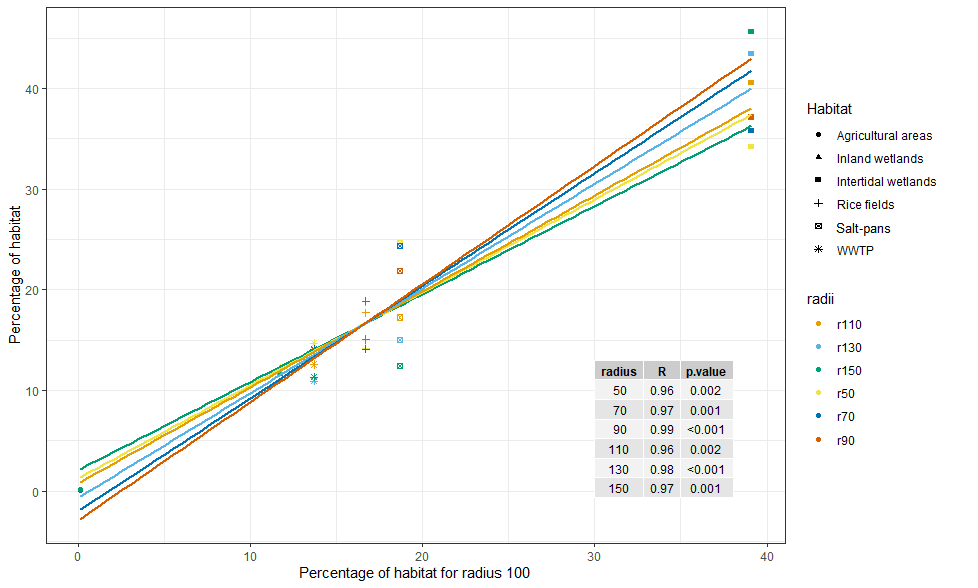 40
30
20
10
0
0
10
20
30
40
Percentage of habitat
Percentage of habitat for radius 100
radius R p.value
50 0.96 0.002
70 0.97 0.001
90 0.99 <0.001
110 0.96 0.002
130 0.98 <0.001
150 0.97 0.001
Habitat
Agricultural areas
Inland wetlands
Intertidal wetlands
Rice fields
Salt-pans
WWTP
radii
r110
r130
r150
r50
r70
r90